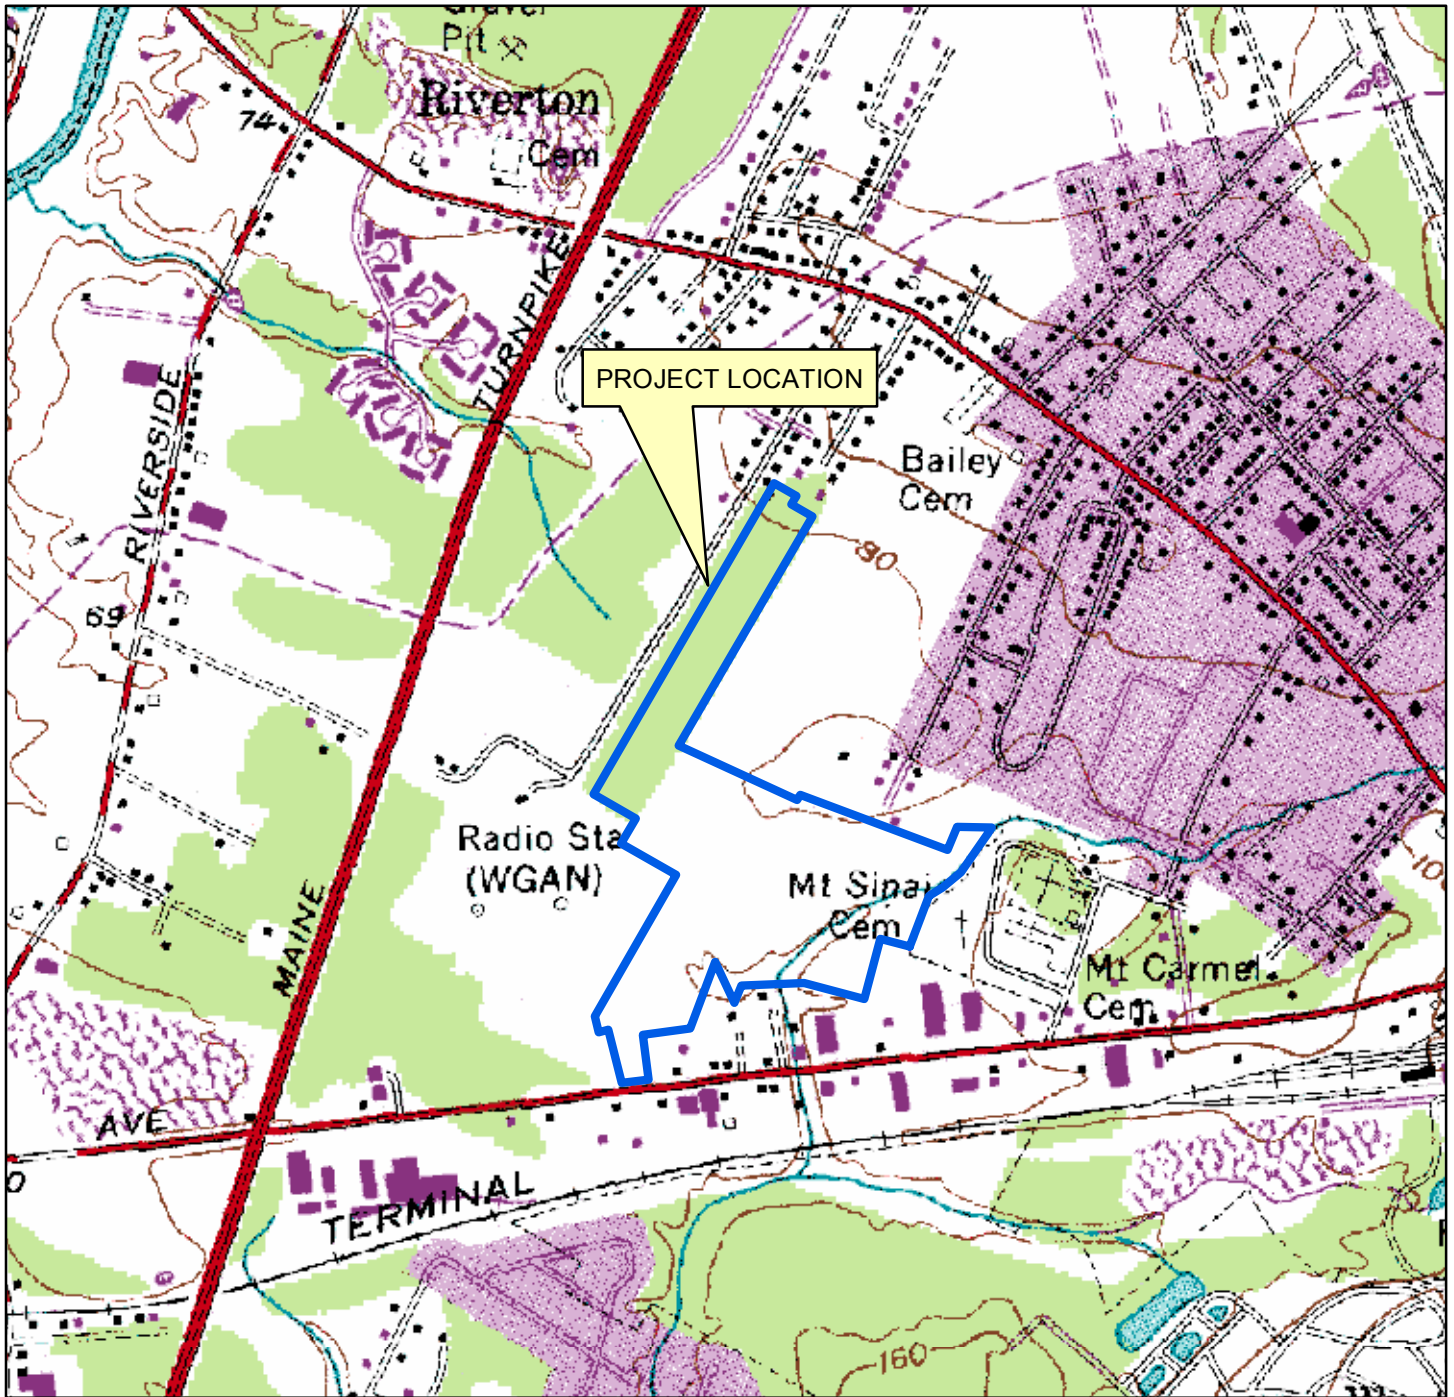 Gravel
Pit
Riverton
Cem
74
TURNPIKE
PROJECT LOCATION
RIVERSIDE
Bailey
Cem
80
69
Radio Sta
(WGAN)
Mt Sinai
Cem
MAINE
Mt Carmel
Cem
AVE
TERMINAL
160